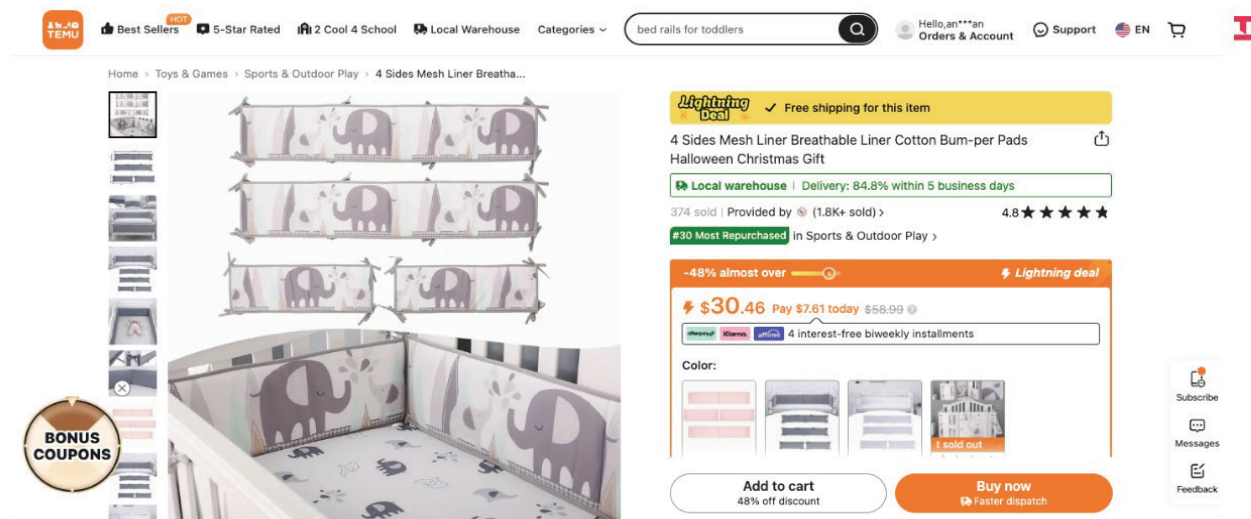 TEMU
Best Sellers
HOT
5-Star Rated
2 Cool 4 School
Local Warehouse
Categories
bed rails for toddlers
Hello,an***an
Orders & Account
Support
EN
Home > Toys & Games > Sports & Outdoor Play > 4 Sides Mesh Liner Breatha...
Lightning Deal
Free shipping for this item
4 Sides Mesh Liner Breathable Liner Cotton Bum-per Pads
Halloween Christmas Gift
Local warehouse | Delivery: 84.8% within 5 business days
374 sold | Provided by (1.8K+ sold) >
4.8
#30 Most Repurchased in Sports & Outdoor Play >
-48% almost over
Lightning deal
$30.46 Pay $7.61 today $58.99
afterpay Klarna. affirm 4 interest-free biweekly installments
Color:
t sold out
BONUS
COUPONS
Subscribe
Messages
Feedback
Add to cart
48% off discount
Buy now
Faster dispatch